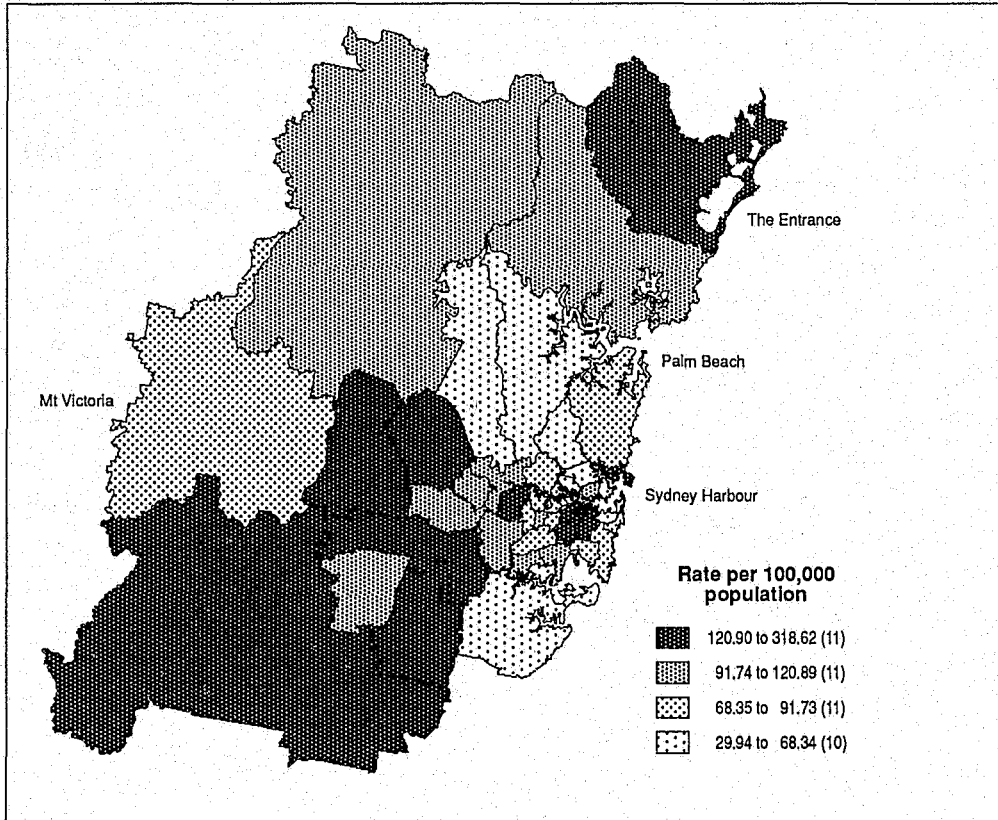 The Entrance
Palm Beach
Mt Victoria
Sydney Harbour
Rate per 100,000
population
120.90 to 318.62 (11)
91.74 to 120.89 (11)
68.35 to 91.73 (11)
29.94 to 68.34 (10)